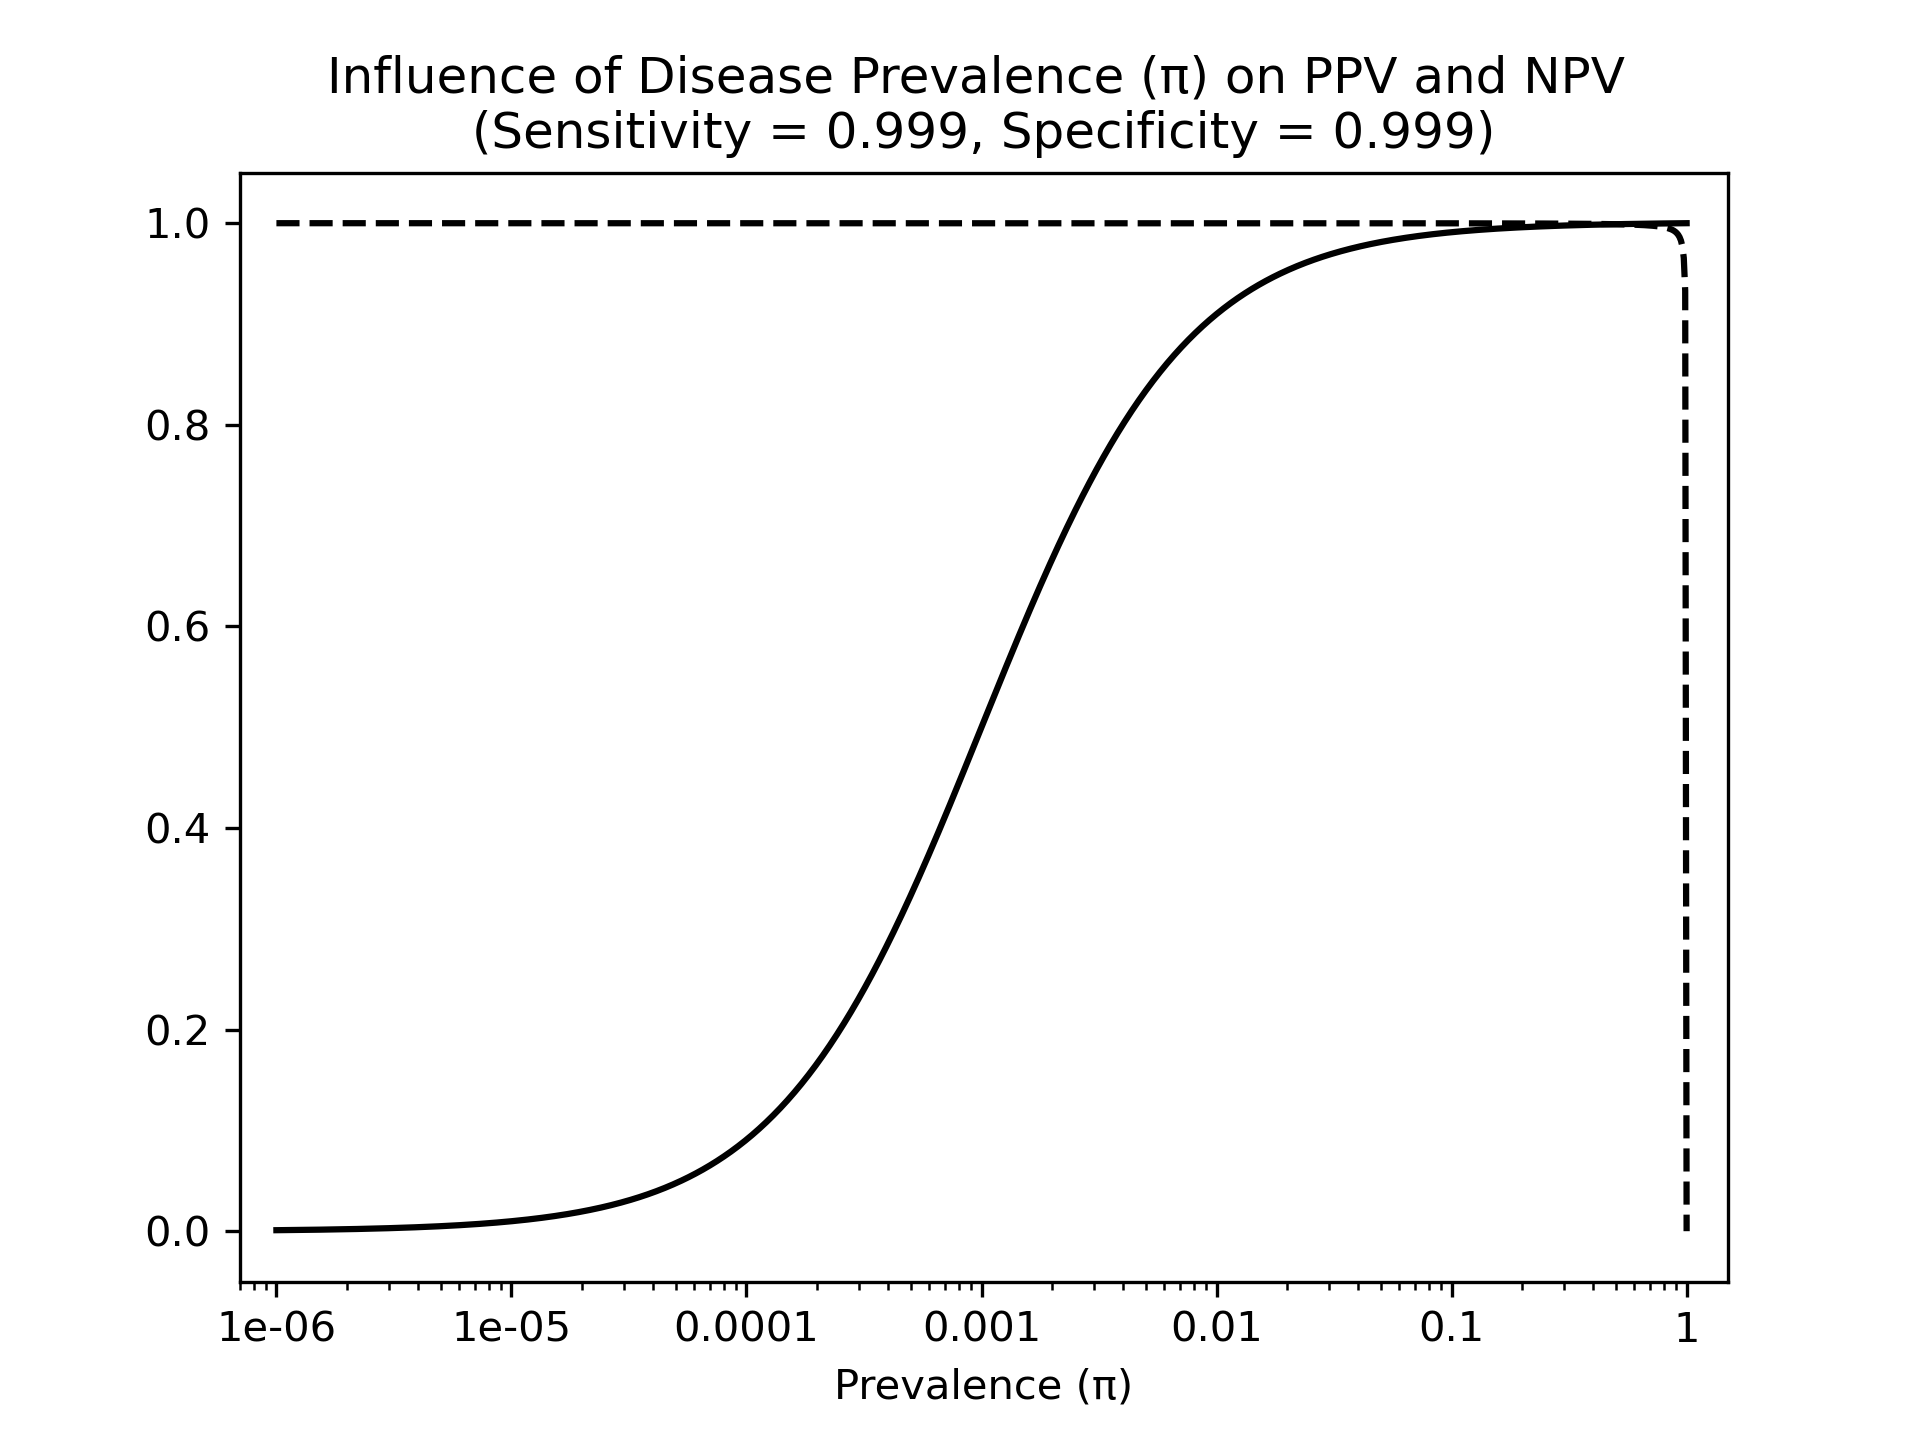 Influence of Disease Prevalence (π) on PPV and NPV
(Sensitivity = 0.999, Specificity = 0.999)
1.0
0.8
0.6
0.4
0.2
0.0
1e-06 1e-05 0.0001 0.001 0.01 0.1 1
Prevalence (π)